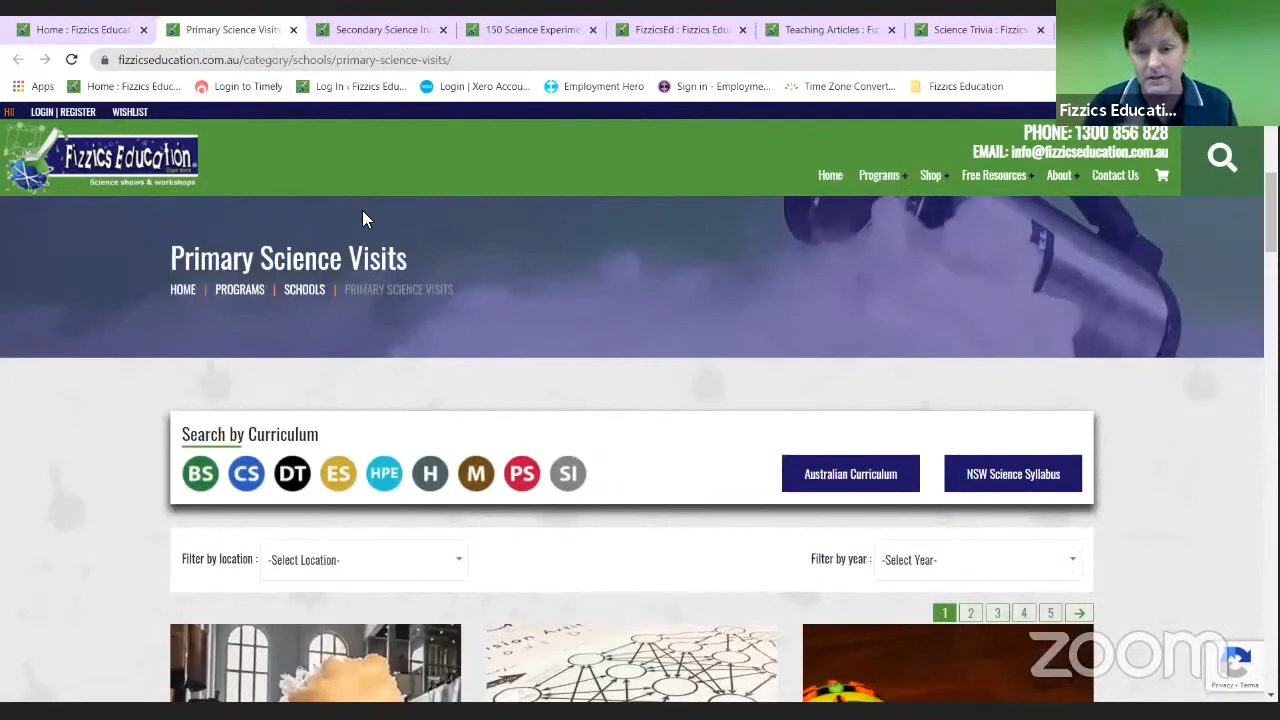 Home : Fizzics Educat
Primary Science Visits
Secondary Science In
150 Science Experime
FizzicsEd : Fizzics Edu
Teaching Articles : Fiz
Science Trivia : Fizzics
fizzicseducation.com.au/category/schools/primary-science-visits/
Apps
Home : Fizzics Educ...
Login to Timely
Log In ‹ Fizzics Edu...
Login | Xero Accou...
Employment Hero
Sign in - Employme...
Time Zone Convert...
Fizzics Education
Fizzics Educati...
HI!
LOGIN | REGISTER
WISHLIST
Fizzics Education
Science shows & workshops
PHONE: 1300 856 828
EMAIL: info@fizzicseducation.com.au
Home Programs + Shop + Free Resources + About + Contact Us
Primary Science Visits
HOME | PROGRAMS | SCHOOLS | PRIMARY SCIENCE VISITS
Search by Curriculum
BS CS DT ES HPE H M PS SI
Australian Curriculum
NSW Science Syllabus
Filter by location : -Select Location-
Filter by year : -Select Year-
1 2 3 4 5 →
zoom
Privacy - Terms